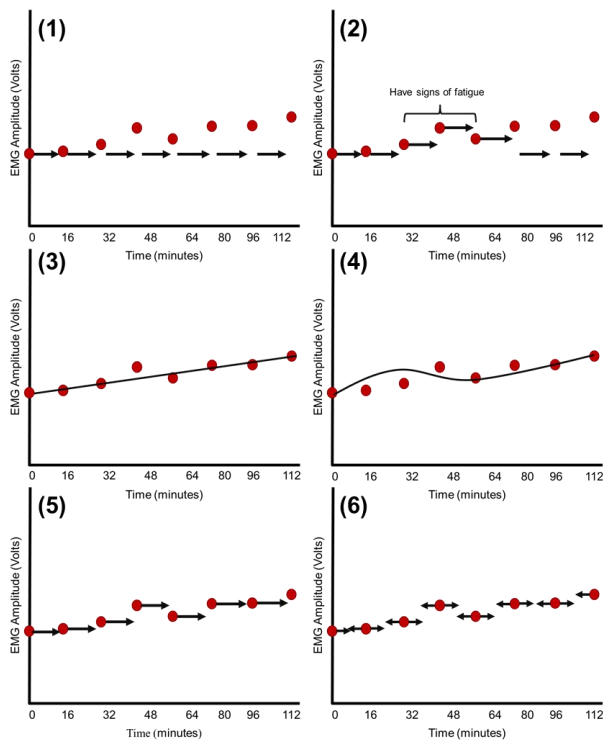 (1)
EMG Amplitude (Volts)
0 16 32 48 64 80 96 112
Time (minutes)
(2)
Have signs of fatigue
EMG Amplitude (Volts)
0 16 32 48 64 80 96 112
Time (minutes)
(3)
EMG Amplitude (Volts)
0 16 32 48 64 80 96 112
Time (minutes)
(4)
EMG Amplitude (Volts)
0 16 32 48 64 80 96 112
Time (minutes)
(5)
EMG Amplitude (Volts)
0 16 32 48 64 80 96 112
Time (minutes)
(6)
EMG Amplitude (Volts)
0 16 32 48 64 80 96 112
Time (minutes)